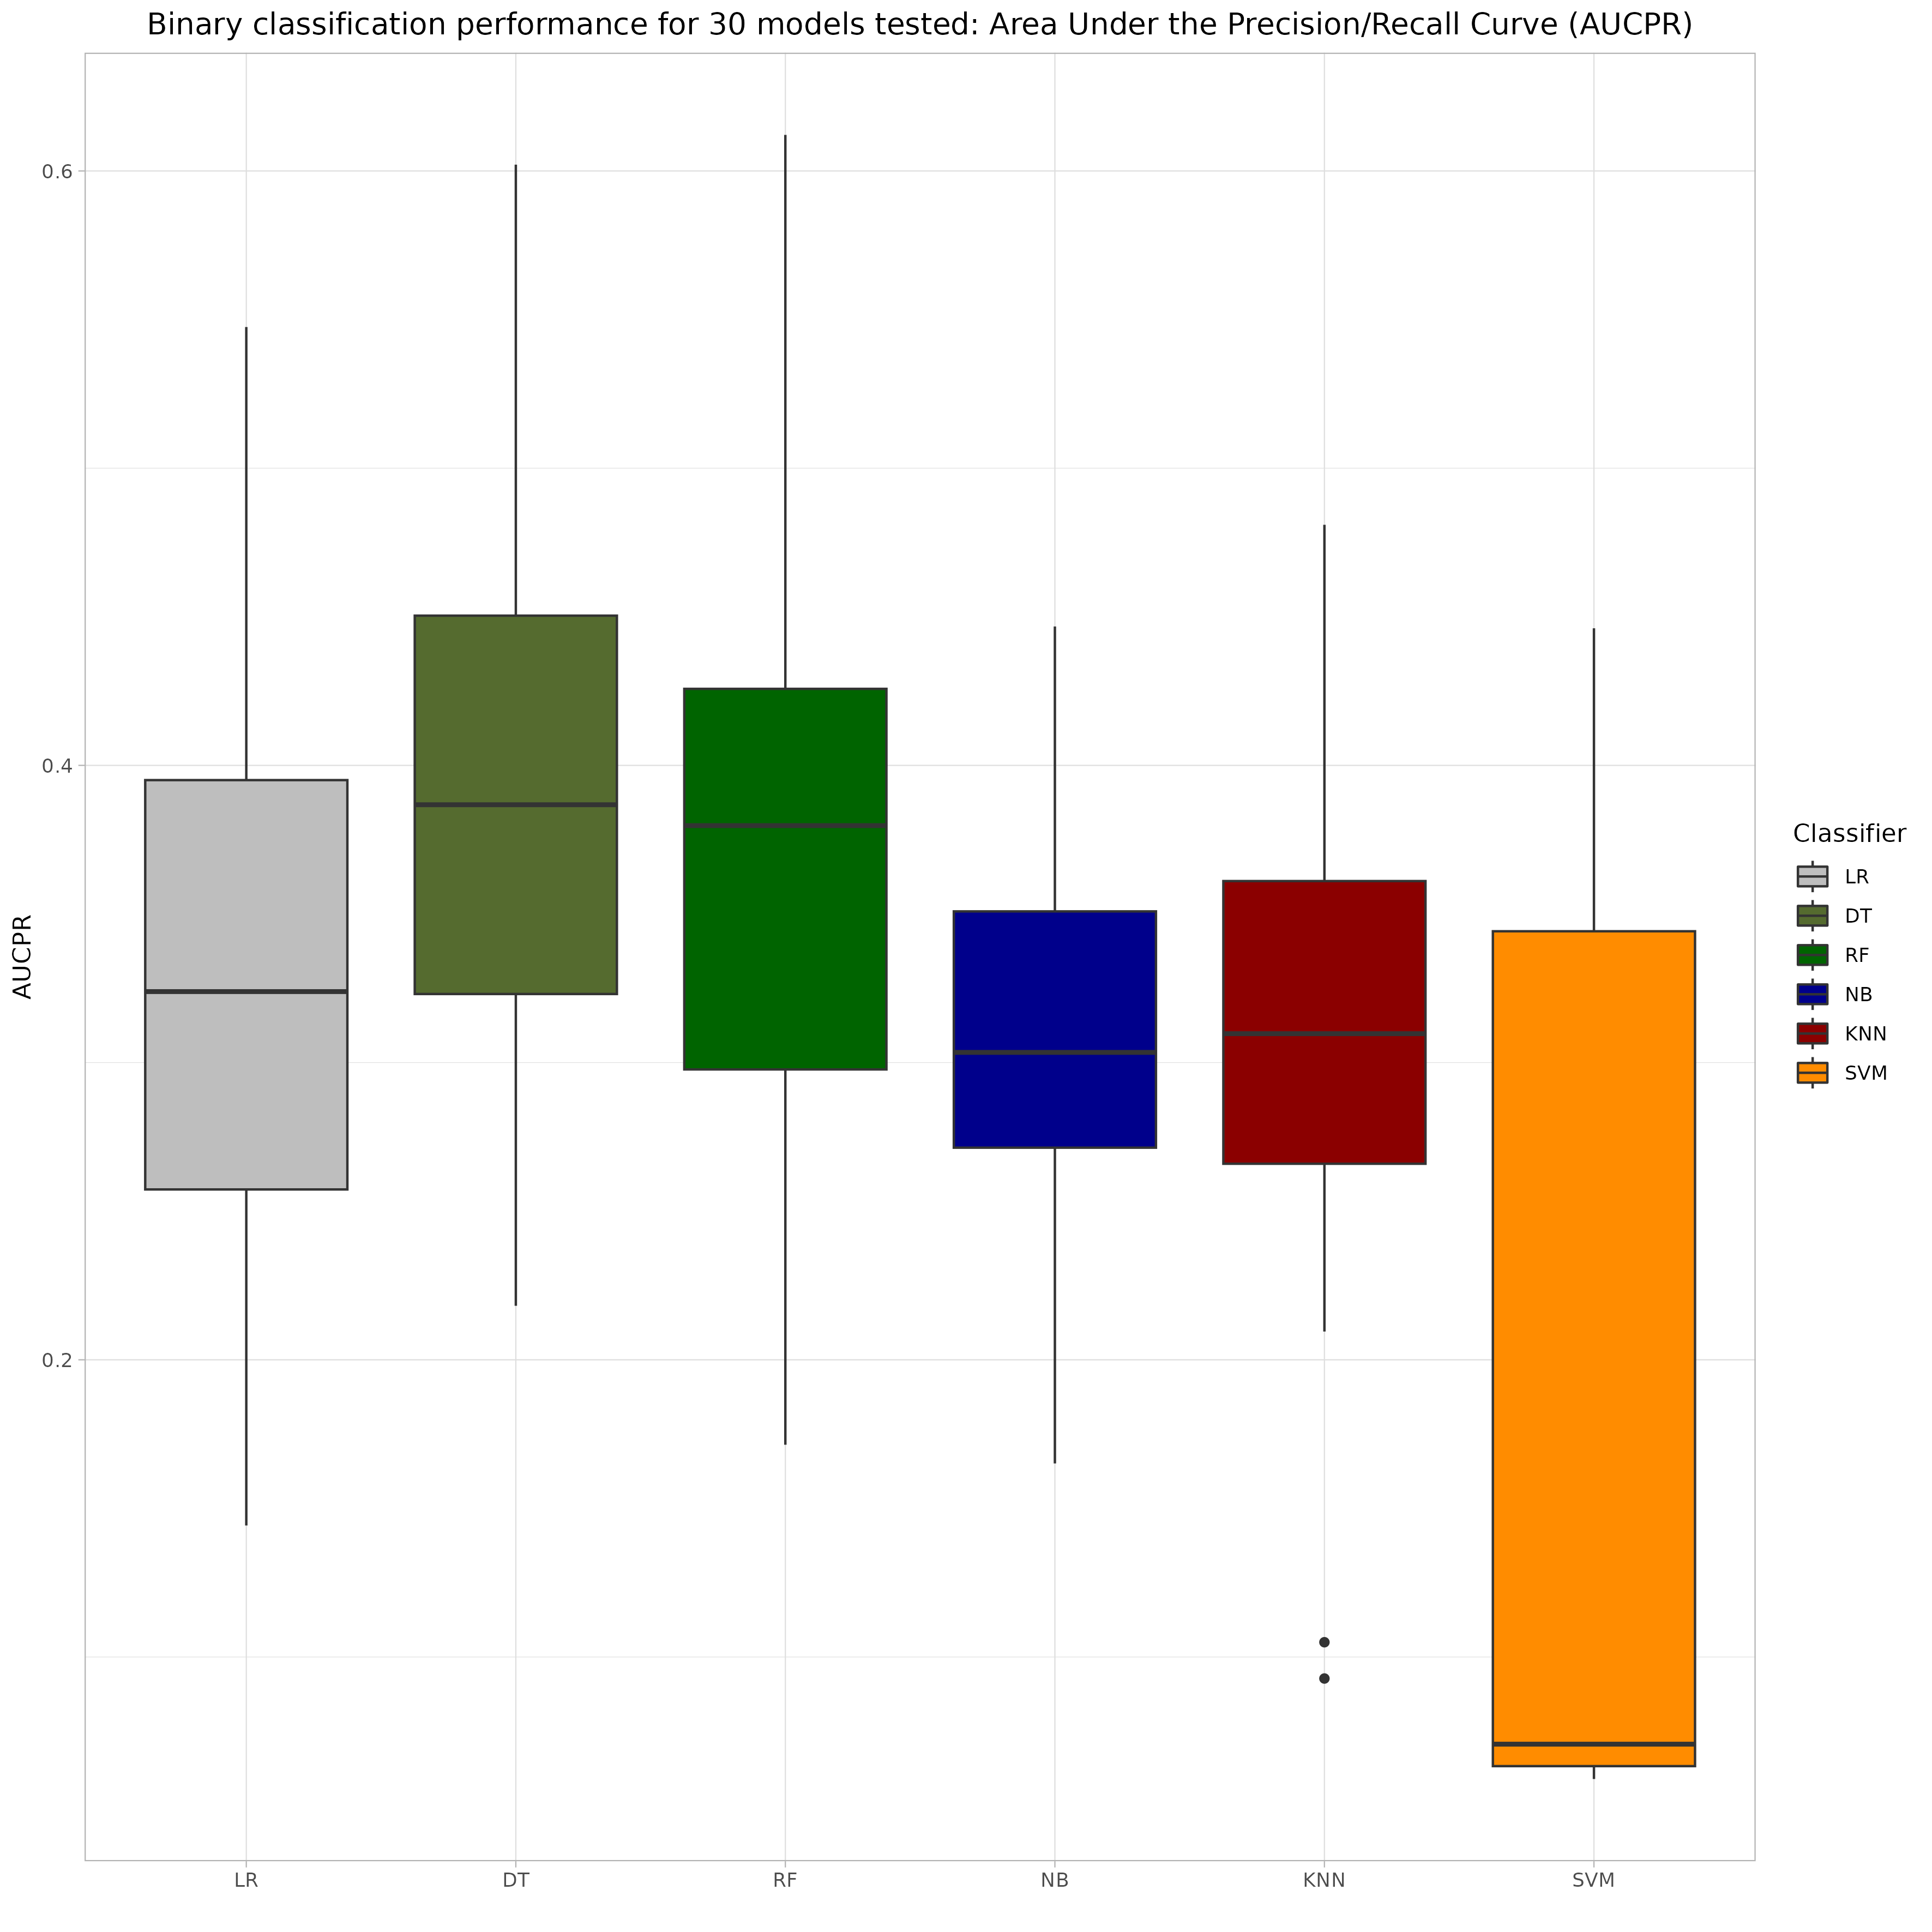 Binary classification performance for 30 models tested: Area Under the Precision/Recall Curve (AUCPR)
0.6
0.4
0.2
AUCPR
LR DT RF NB KNN SVM
Classifier
LR
DT
RF
NB
KNN
SVM